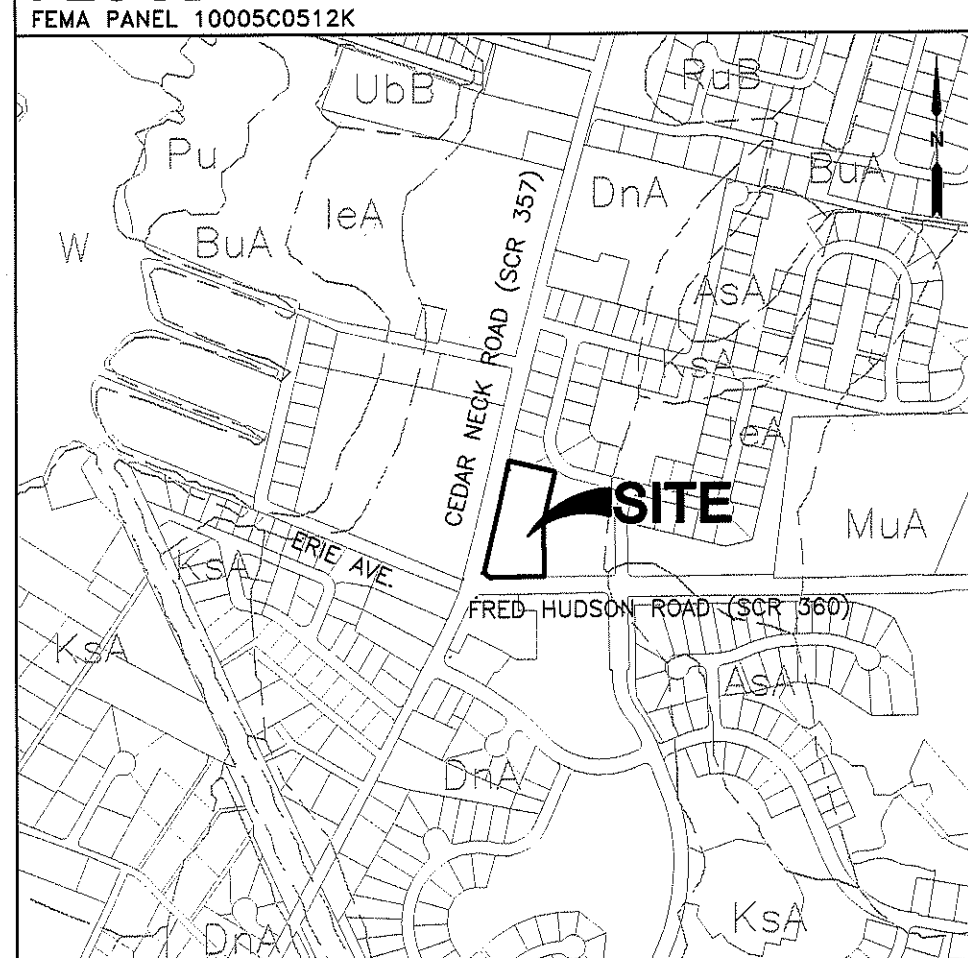 FEMA PANEL 10005C0512K
UbB
RuB
Pu
N
BuA
IeA
DnA
W
BuA
CEDAR NECK ROAD (SCR 357)
AsA
KsA
IeA
SITE
MuA
ERIE AVE.
KsA
FRED HUDSON ROAD (SCR 360)
KsA
AsA
DnA
KsA
DnA